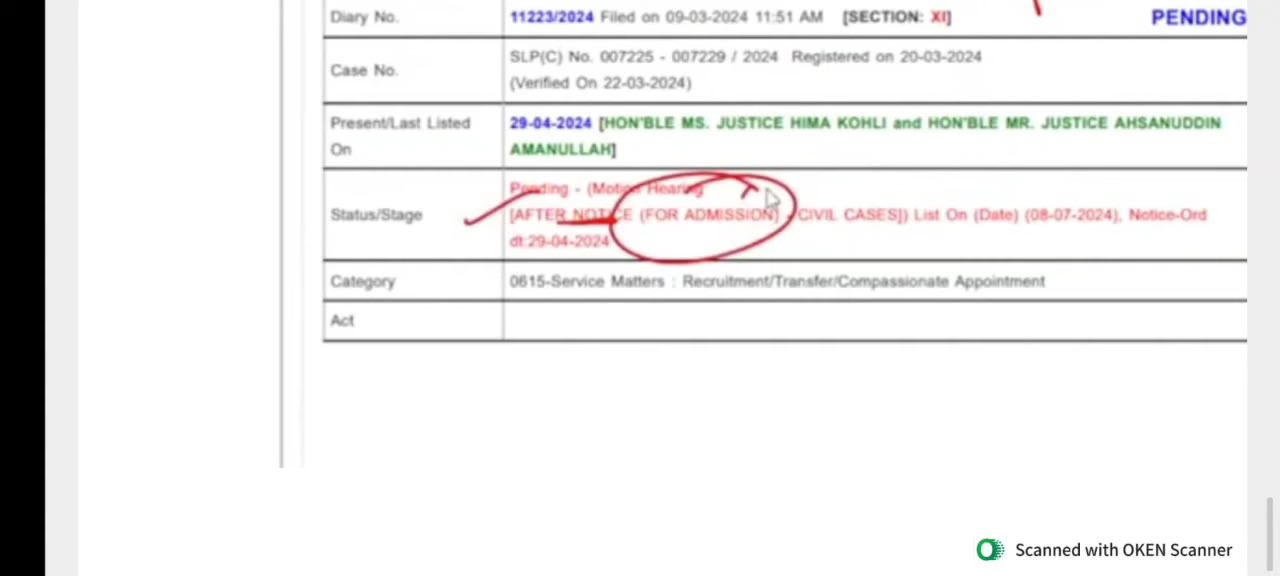 Diary No. 11223/2024 Filed on 09-03-2024 11:51 AM [SECTION: XI] PENDING
Case No. SLP(C) No. 007225 - 007229 / 2024 Registered on 20-03-2024
(Verified On 22-03-2024)
Present/Last Listed On 29-04-2024 [HON'BLE MS. JUSTICE HIMA KOHLI and HON'BLE MR. JUSTICE AHSANUDDIN
AMANULLAH]
Status/Stage Pending - (Motion Hearing
[AFTER NOTICE (FOR ADMISSION) - CIVIL CASES]) List On (Date) (08-07-2024), Notice-Ord
dt:29-04-2024
Category 0615-Service Matters : Recruitment/Transfer/Compassionate Appointment
Act
Scanned with OKEN Scanner